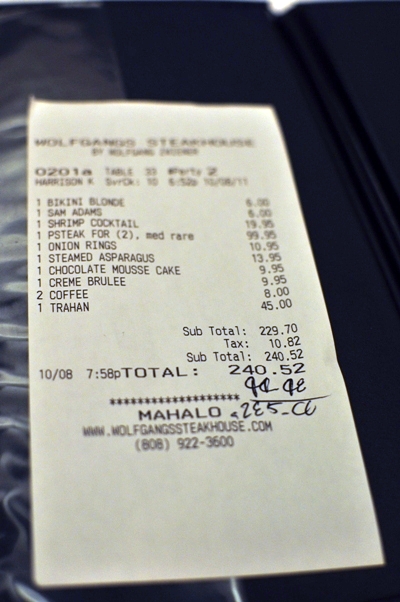 WOLFGANGS STEAKHOUSE
BY WOLFGANG ZWIENER
0201a TABLE 33 #Party 2
HARRISON K SvrCk: 10 6:52p 10/08/11
1 BIKINI BLONDE 6.00
1 SAM ADAMS 6.00
1 SHRIMP COCKTAIL 19.95
1 PSTEAK FOR (2), med rare 99.95
1 ONION RINGS 10.95
1 STEAMED ASPARAGUS 13.95
1 CHOCOLATE MOUSSE CAKE 9.95
1 CREME BRULEE 9.95
2 COFFEE 8.00
1 TRAHAN 45.00
Sub Total: 229.70
Tax: 10.82
Sub Total: 240.52
10/08 7:58pTOTAL: 240.52
********************
MAHALO
WWW.WOLFGANGSSTEAKHOUSE.COM
(808) 922-3600